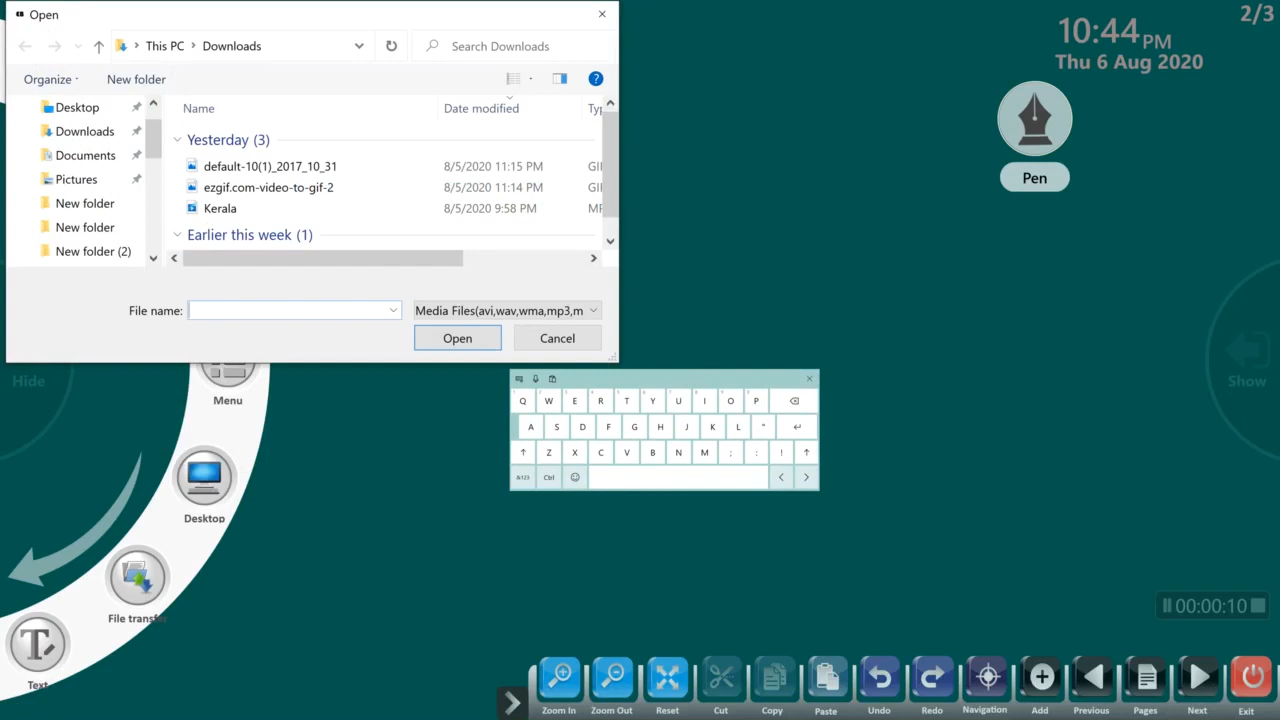 Open
This PC > Downloads
Search Downloads
Organize
New folder
?
Desktop
Downloads
Documents
Pictures
New folder
New folder
New folder (2)
Name
Date modified
Yesterday (3)
default-10(1)_2017_10_31
8/5/2020 11:15 PM
ezgif.com-video-to-gif-2
8/5/2020 11:14 PM
Kerala
8/5/2020 9:58 PM
Earlier this week (1)
File name:
Media Files(avi,wav,wma,mp3,m
Open
Cancel
2/3
10:44 PM
Thu 6 Aug 2020
Pen
Hide
Show
Menu
Desktop
File transfer
Text
Q W E R T Y U I O P
A S D F G H J K L "
Z X C V B N M ; : !
&123 Ctrl
00:00:10
Zoom In
Zoom Out
Reset
Cut
Copy
Paste
Undo
Redo
Navigation
Add
Previous
Pages
Next
Exit